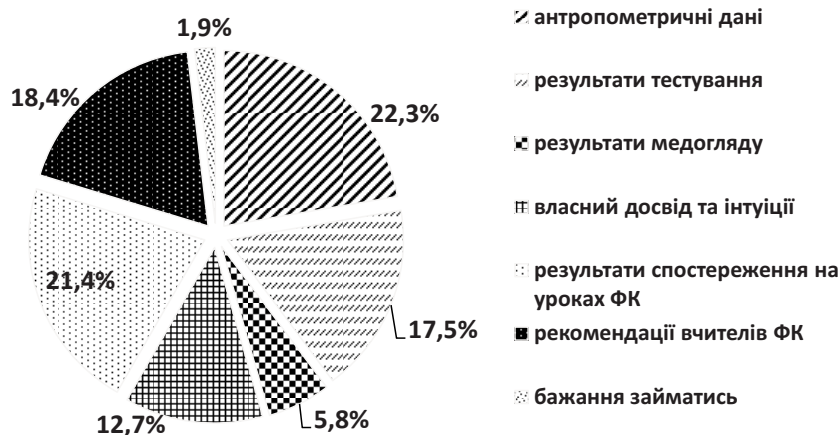 1,9%
антропометричні дані
18,4%
22,3%
результати тестування
результати медогляду
власний досвід та інтуіції
21,4%
результати спостереження на
уроках ФК
17,5%
рекомендації вчителів ФК
12,7%
5,8%
бажання займатись